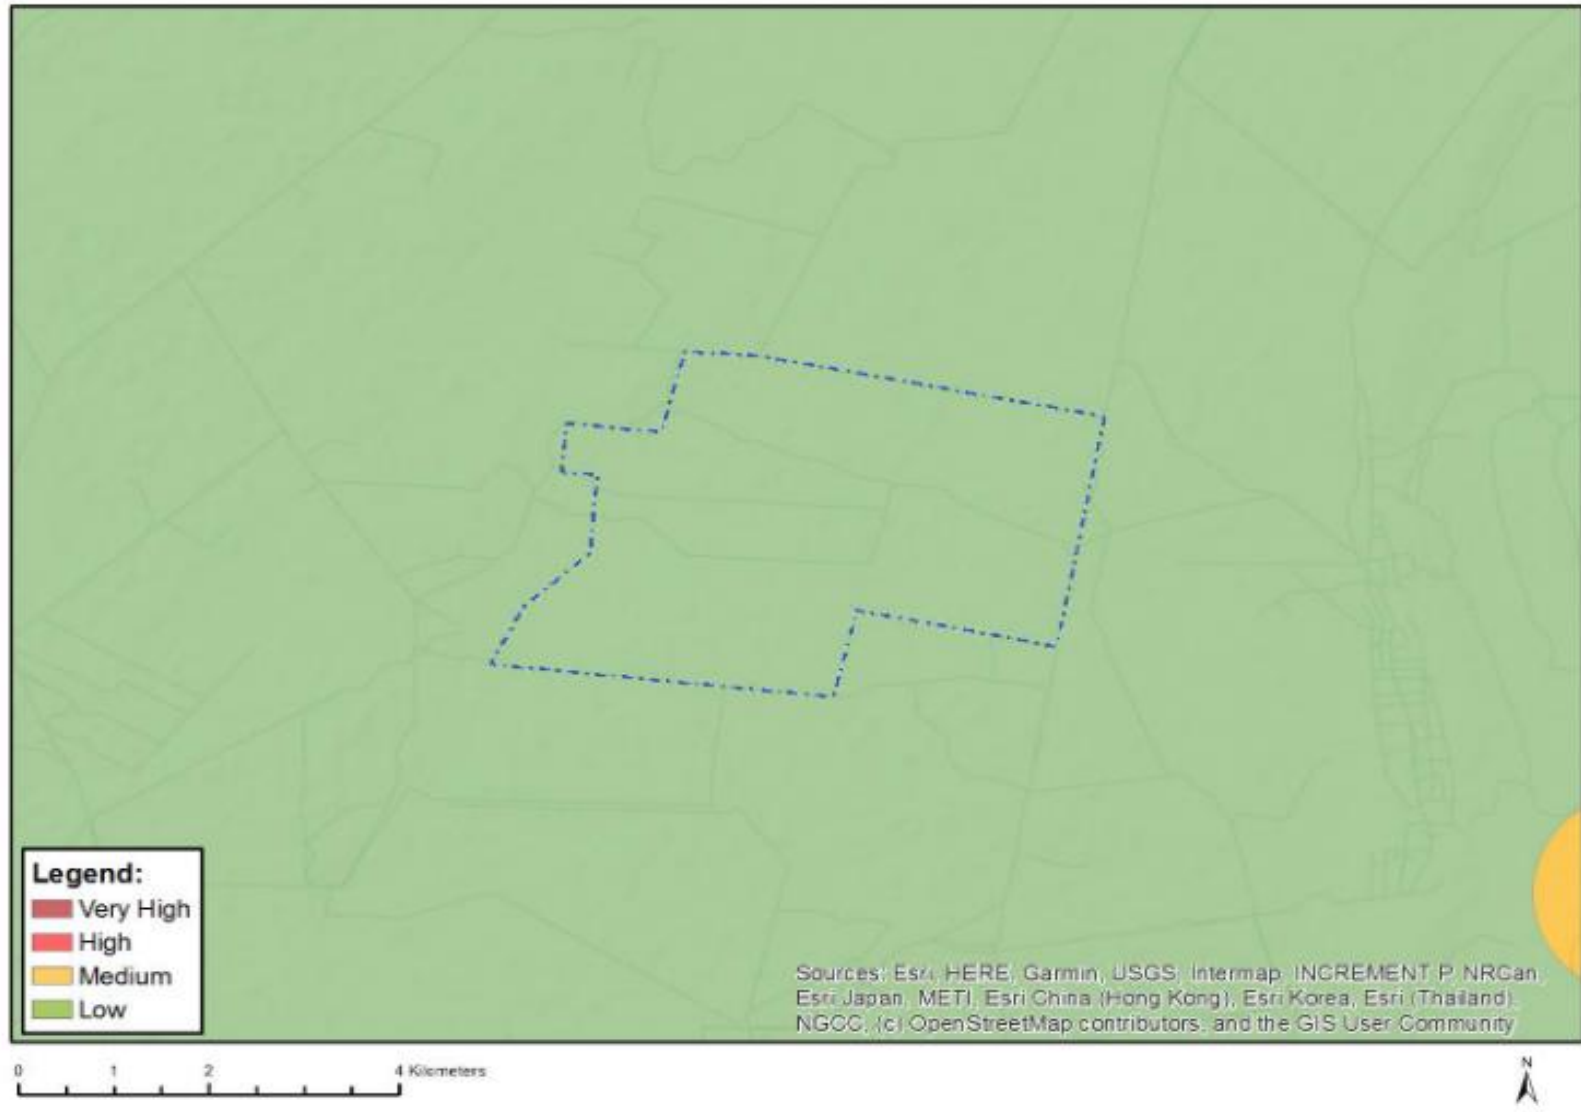 Legend:
Very High
High
Medium
Low
Sources: Esri, HERE, Garmin, USGS, Intermap, INCREMENT P, NRCan,
Esri Japan, METI, Esri China (Hong Kong), Esri Korea, Esri (Thailand),
NGCC, (c) OpenStreetMap contributors, and the GIS User Community
0 1 2 4 Kilometers
N